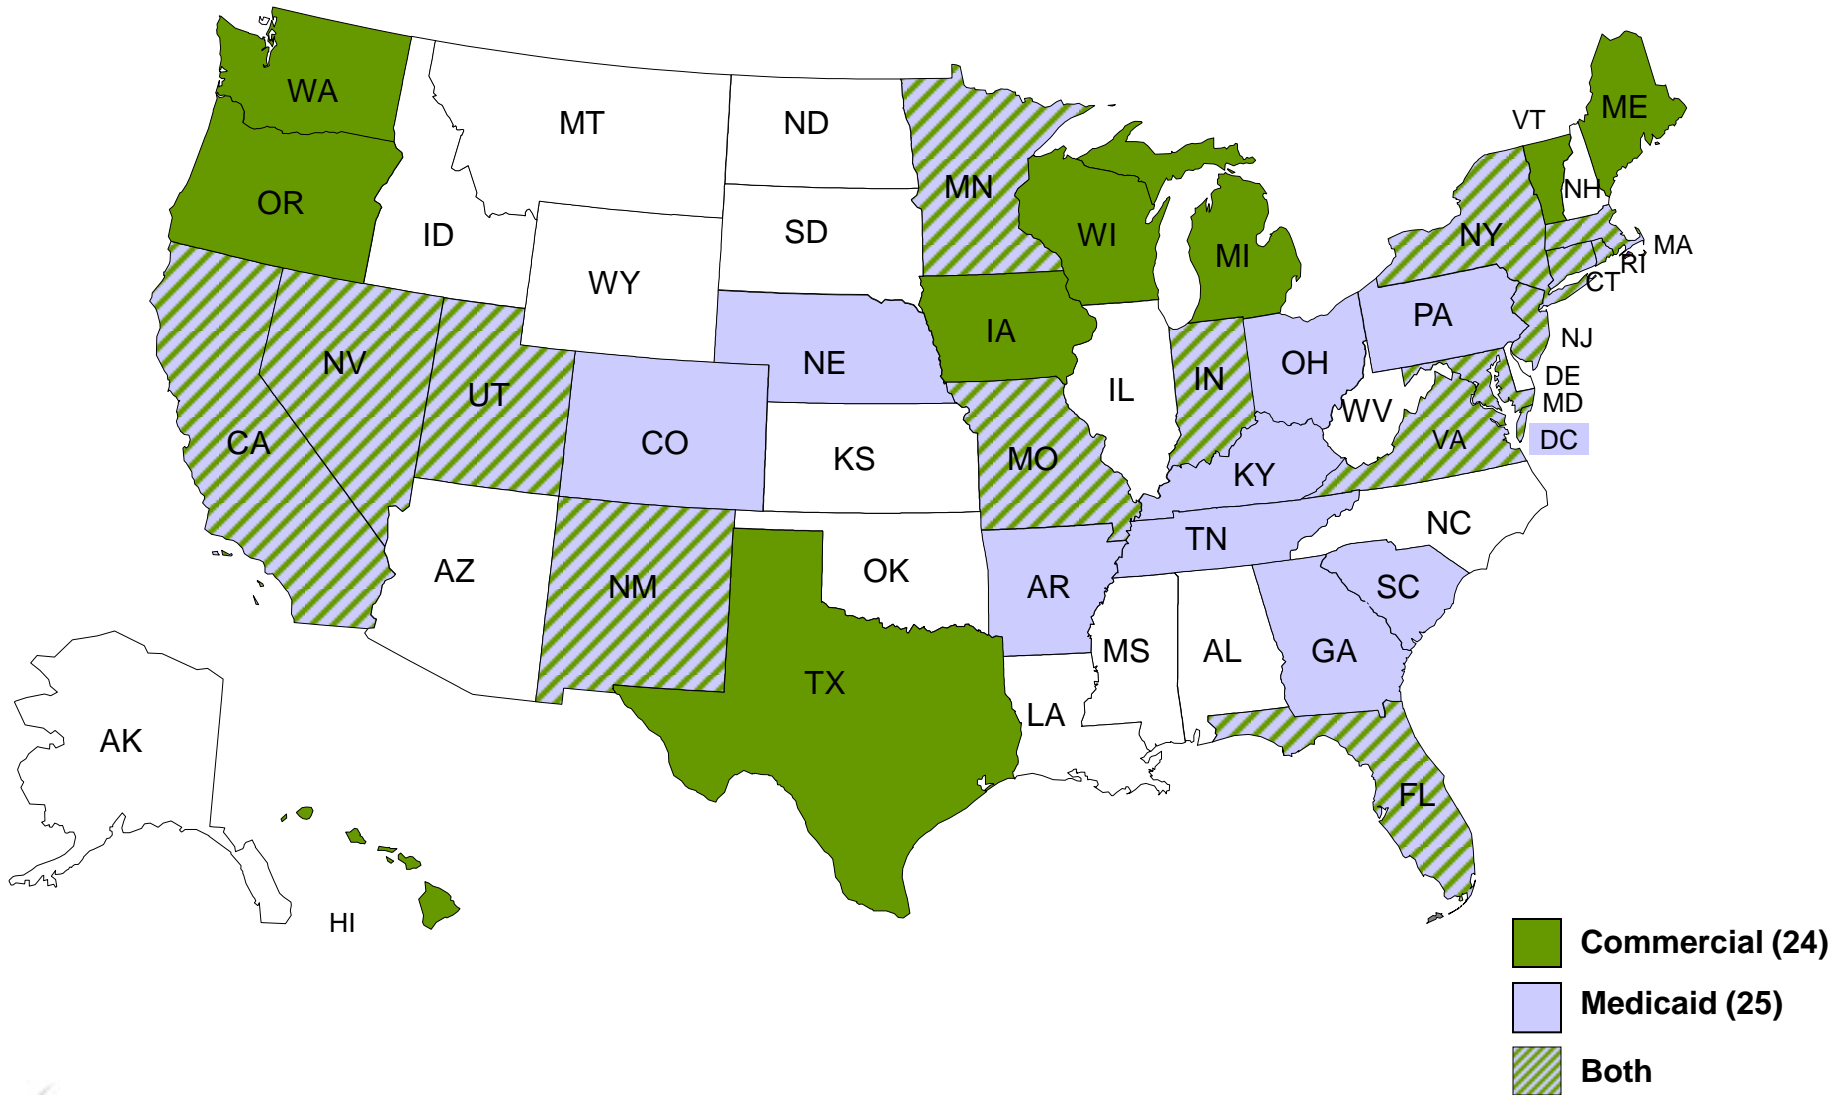 WA
MT
ND
MN
VT
ME
OR
ID
SD
WI
MI
NY
NH
MA
RI
CT
WY
IA
PA
NJ
NV
UT
NE
IL
IN
OH
DE
MD
WV
DC
CA
CO
KS
MO
KY
VA
AZ
NM
OK
AR
TN
NC
SC
TX
LA
MS
AL
GA
FL
AK
HI
Commercial (24)
Medicaid (25)
Both